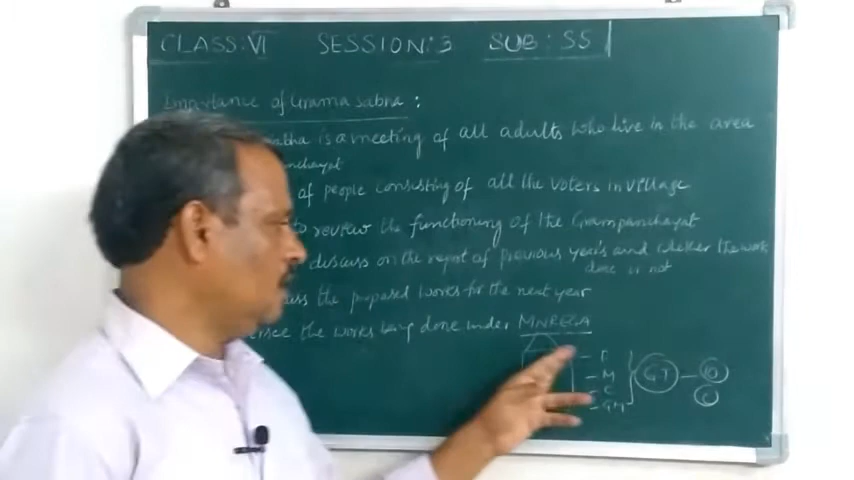 CLASS: VI SESSION: 3 SUB: SS
Importance of Grama sabha :
is a meeting of all adults who live in the area
of people consisting of all the voters in village
to review the functioning of the Grampanchayat
discuss on the report of previous year's and whether the work
done or not
the proposed works for the next year
the works being done under MNREGA
- P
- M
- C
- GM